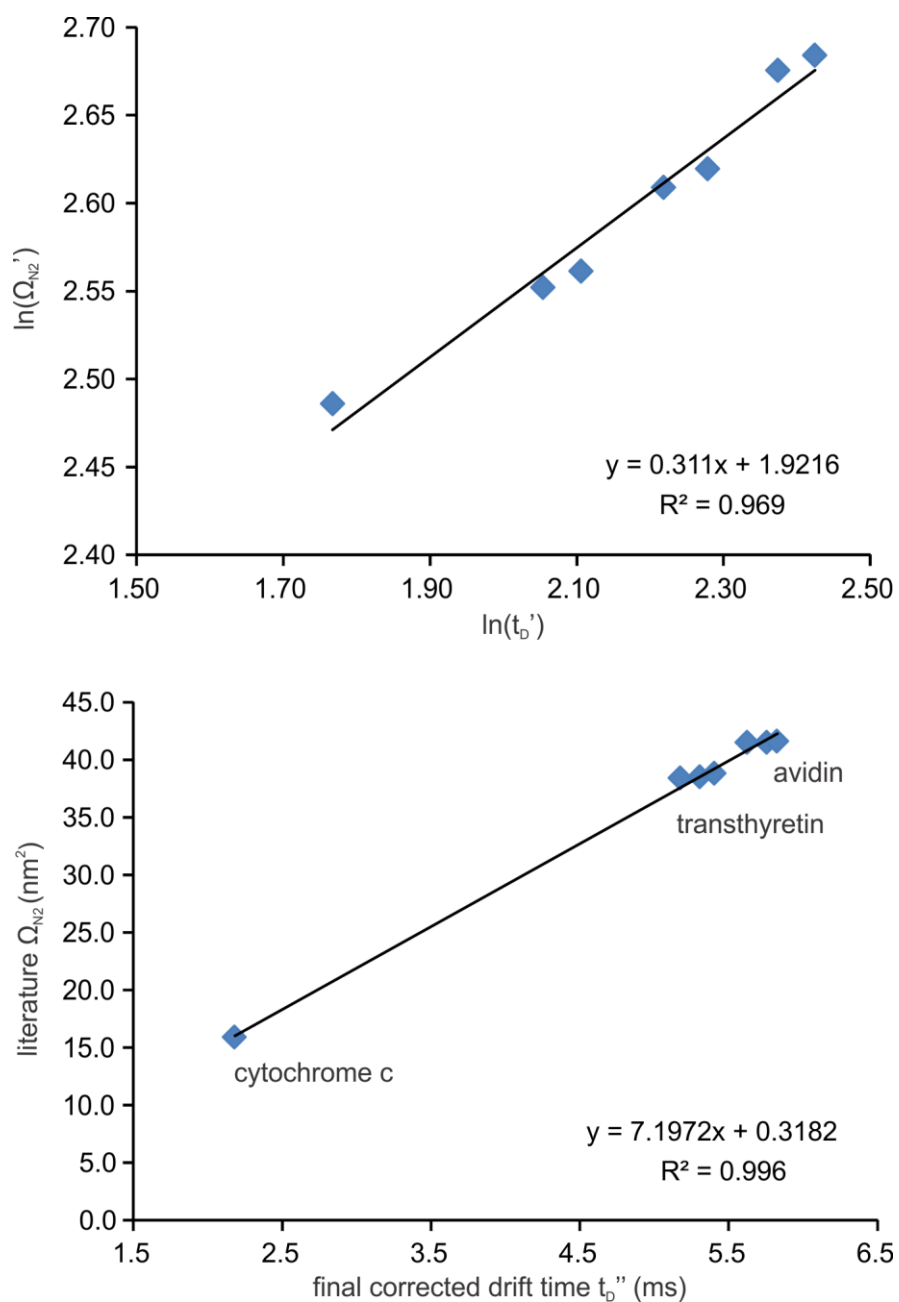 2.70
2.65
2.60
2.55
2.50
2.45
2.40
ln(Ω_N2')
y = 0.311x + 1.9216
R² = 0.969
1.50 1.70 1.90 2.10 2.30 2.50
ln(t_D')
45.0
40.0
35.0
30.0
25.0
20.0
15.0
10.0
5.0
0.0
literature Ω_N2 (nm²)
avidin
transthyretin
cytochrome c
y = 7.1972x + 0.3182
R² = 0.996
1.5 2.5 3.5 4.5 5.5 6.5
final corrected drift time t_D'' (ms)